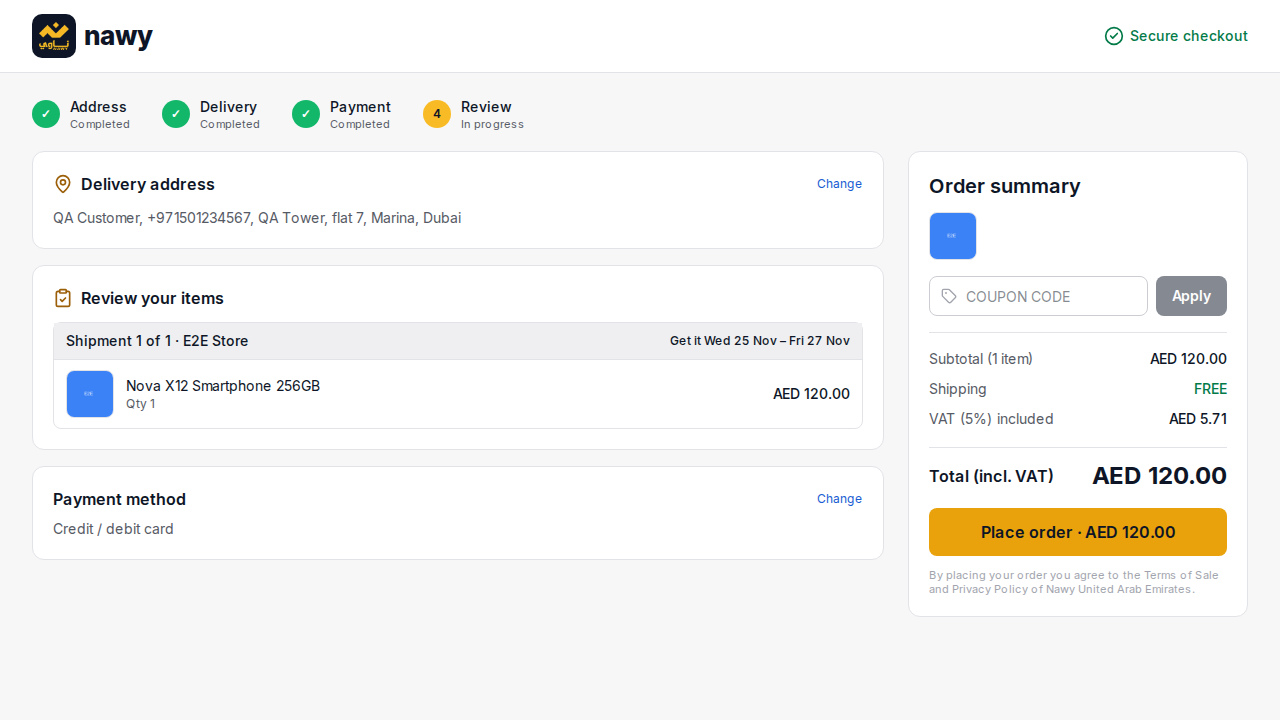 ناوي
NAWY
nawy
Secure checkout
✓ Address
Completed
✓ Delivery
Completed
✓ Payment
Completed
4 Review
In progress
Delivery address
Change
QA Customer, +971501234567, QA Tower, flat 7, Marina, Dubai
Review your items
Shipment 1 of 1 · E2E Store
Get it Wed 25 Nov – Fri 27 Nov
E2E
Nova X12 Smartphone 256GB
Qty 1
AED 120.00
Payment method
Change
Credit / debit card
Order summary
E2E
COUPON CODE
Apply
Subtotal (1 item)
AED 120.00
Shipping
FREE
VAT (5%) included
AED 5.71
Total (incl. VAT)
AED 120.00
Place order · AED 120.00
By placing your order you agree to the Terms of Sale
and Privacy Policy of Nawy United Arab Emirates.